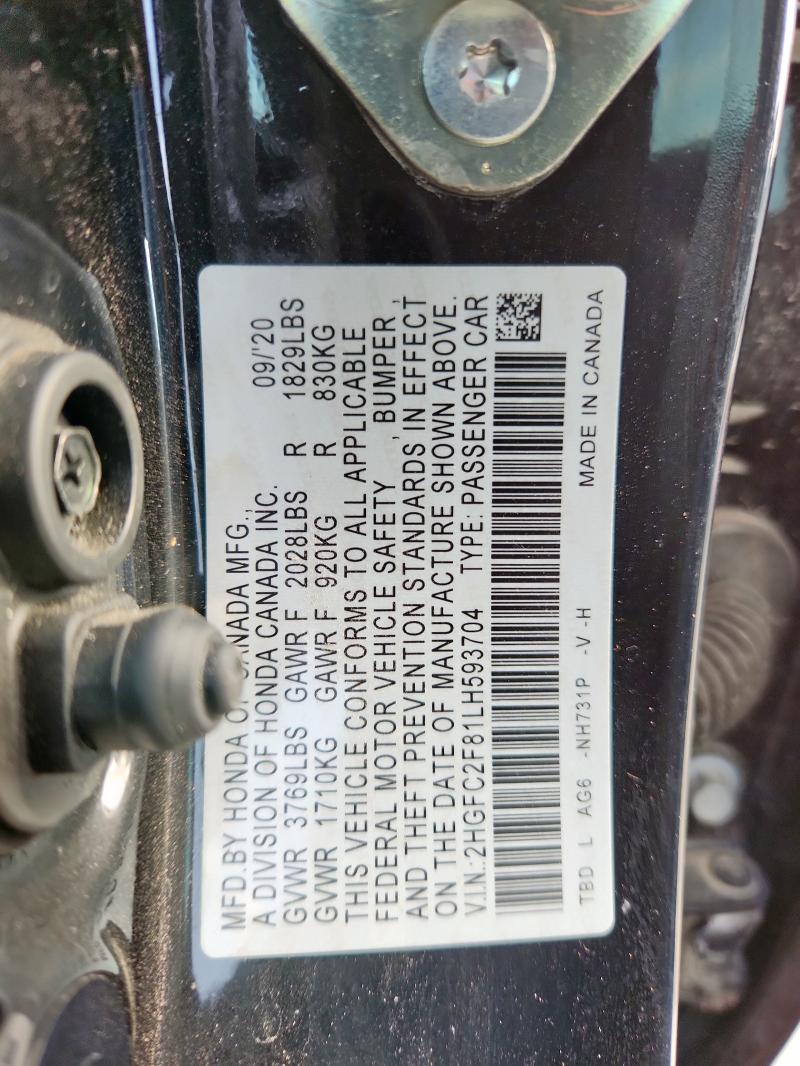 MFD.BY HONDA OF CANADA MFG., 09/'20
A DIVISION OF HONDA CANADA INC.
GVWR 3769LBS GAWR F 2028LBS R 1829LBS
GVWR 1710KG GAWR F 920KG R 830KG
THIS VEHICLE CONFORMS TO ALL APPLICABLE
FEDERAL MOTOR VEHICLE SAFETY, BUMPER,
AND THEFT PREVENTION STANDARDS, IN EFFECT
ON THE DATE OF MANUFACTURE SHOWN ABOVE.
V.I.N.:2HGFC2F81LH593704 TYPE: PASSENGER CAR
TBD L AG6 -NH731P -V -H MADE IN CANADA